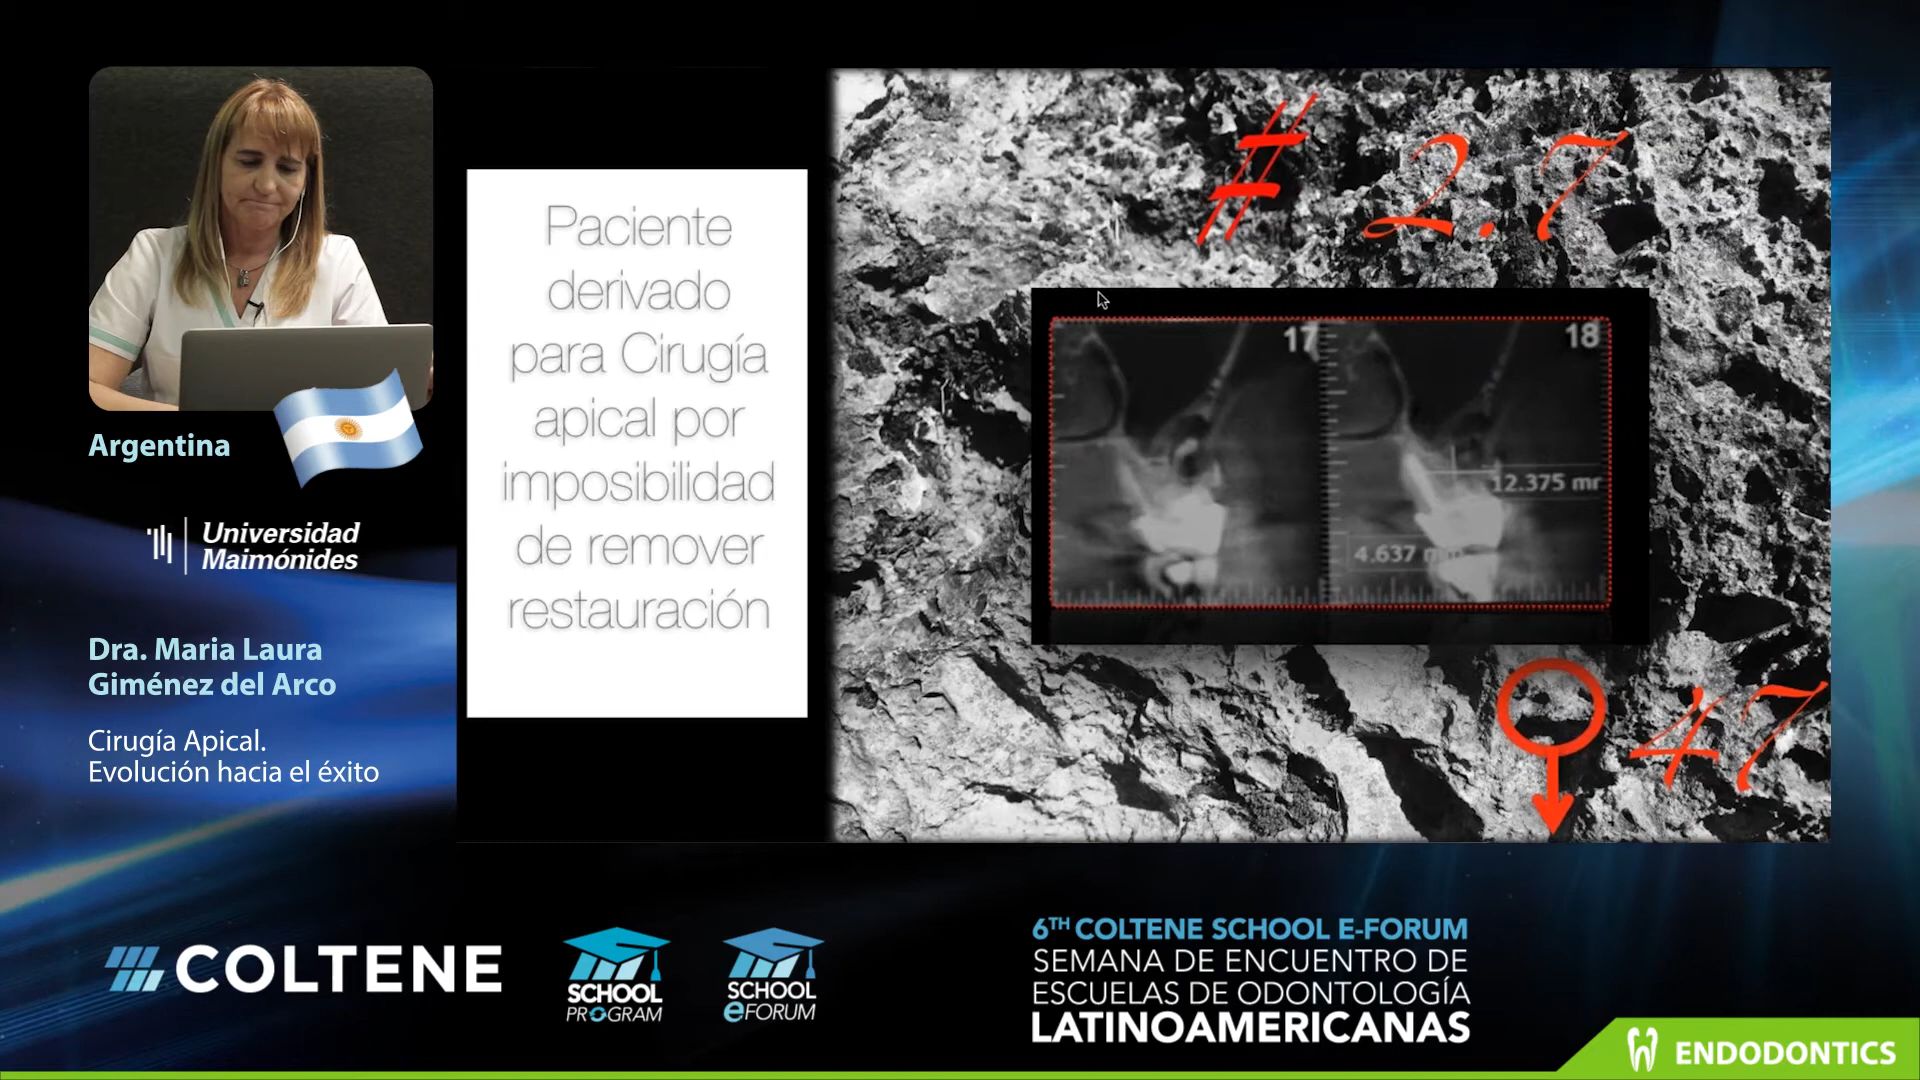 Argentina
Universidad
Maimónides
Dra. Maria Laura
Giménez del Arco
Cirugía Apical.
Evolución hacia el éxito
Paciente
derivado
para Cirugía
apical por
imposibilidad
de remover
restauración
# 2.7
17
18
12.375 mr
4.637 m
47
COLTENE
SCHOOL
PROGRAM
SCHOOL
eFORUM
6TH COLTENE SCHOOL E-FORUM
SEMANA DE ENCUENTRO DE
ESCUELAS DE ODONTOLOGÍA
LATINOAMERICANAS
ENDODONTICS